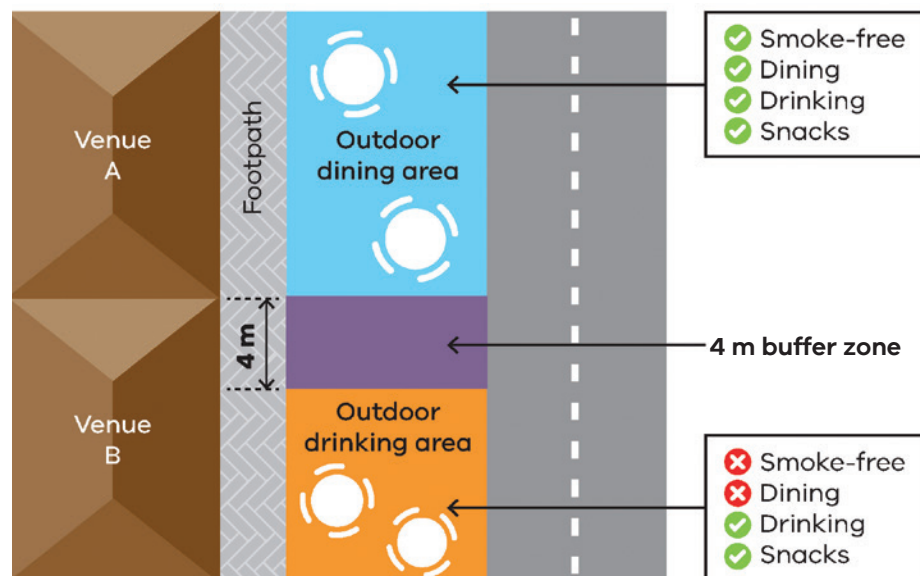 Venue
A
Footpath
Outdoor
dining area
Smoke-free
Dining
Drinking
Snacks
4 m
4 m buffer zone
Venue
B
Outdoor
drinking area
Smoke-free
Dining
Drinking
Snacks